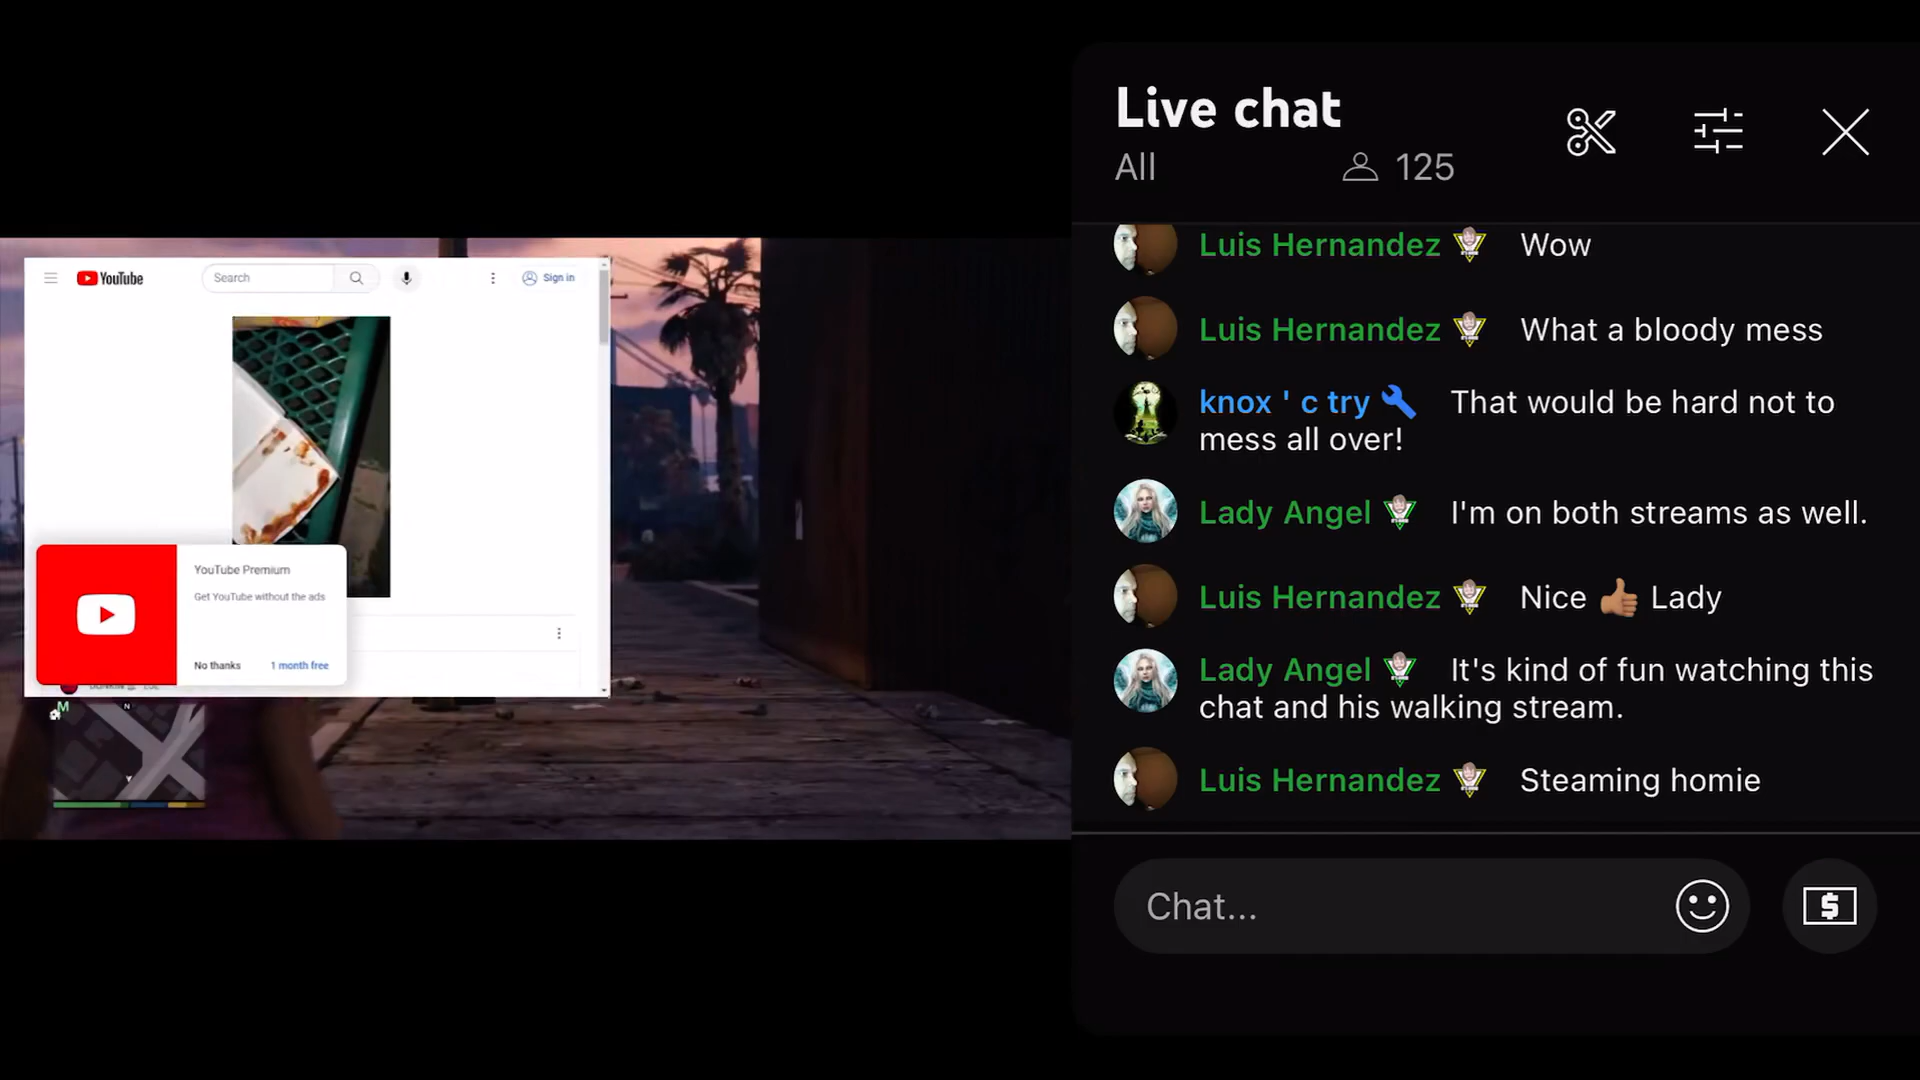 YouTube
Search
Sign in
YouTube Premium
Get YouTube without the ads
No thanks
1 month free
M
N
Live chat
All
125
Luis Hernandez Wow
Luis Hernandez What a bloody mess
knox ' c try That would be hard not to
mess all over!
Lady Angel I'm on both streams as well.
Luis Hernandez Nice 👍🏽 Lady
Lady Angel It's kind of fun watching this
chat and his walking stream.
Luis Hernandez Steaming homie
Chat...